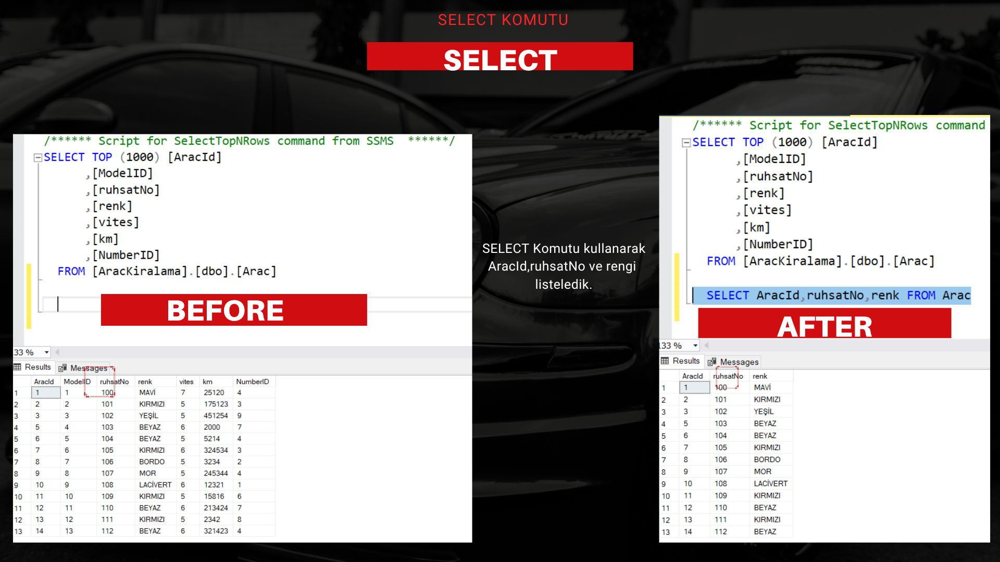 SELECT KOMUTU
SELECT
/****** Script for SelectTopNRows command from SSMS  ******/
SELECT TOP (1000) [AracId]
,[ModelID]
,[ruhsatNo]
,[renk]
,[vites]
,[km]
,[NumberID]
FROM [AracKiralama].[dbo].[Arac]
BEFORE
33 %
Results Messages
AracId ModelID ruhsatNo renk vites km NumberID
1 1 1 100 MAVİ 7 25120 4
2 2 2 101 KIRMIZI 5 175123 3
3 3 3 102 YEŞİL 5 451254 9
4 5 4 103 BEYAZ 6 2000 7
5 6 5 104 BEYAZ 5 5214 4
6 7 6 105 KIRMIZI 6 324534 3
7 8 7 106 BORDO 5 3234 2
8 9 8 107 MOR 5 245344 4
9 10 9 108 LACİVERT 6 12321 1
10 11 10 109 KIRMIZI 5 15816 6
11 12 11 110 BEYAZ 6 213424 7
12 13 12 111 KIRMIZI 5 2342 8
13 14 13 112 BEYAZ 6 321423 4
SELECT Komutu kullanarak
AracId,ruhsatNo ve rengi
listeledik.
/****** Script for SelectTopNRows command
SELECT TOP (1000) [AracId]
,[ModelID]
,[ruhsatNo]
,[renk]
,[vites]
,[km]
,[NumberID]
FROM [AracKiralama].[dbo].[Arac]
SELECT AracId,ruhsatNo,renk FROM Arac
AFTER
133 %
Results Messages
AracId ruhsatNo renk
1 1 100 MAVİ
2 2 101 KIRMIZI
3 3 102 YEŞİL
4 5 103 BEYAZ
5 6 104 BEYAZ
6 7 105 KIRMIZI
7 8 106 BORDO
8 9 107 MOR
9 10 108 LACİVERT
10 11 109 KIRMIZI
11 12 110 BEYAZ
12 13 111 KIRMIZI
13 14 112 BEYAZ